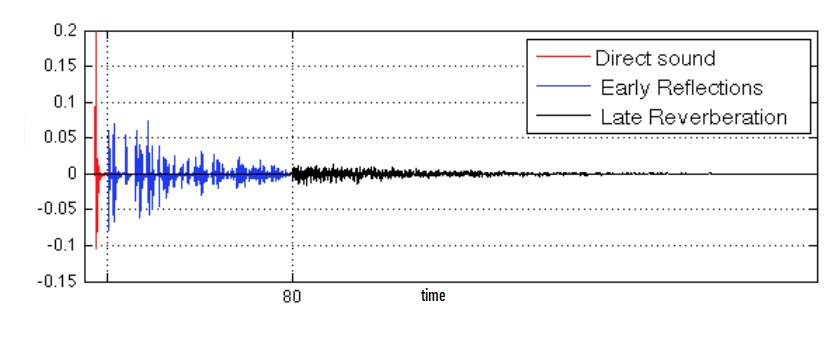 0.2
0.15
0.1
0.05
0
-0.05
-0.1
-0.15
Direct sound
Early Reflections
Late Reverberation
80
time